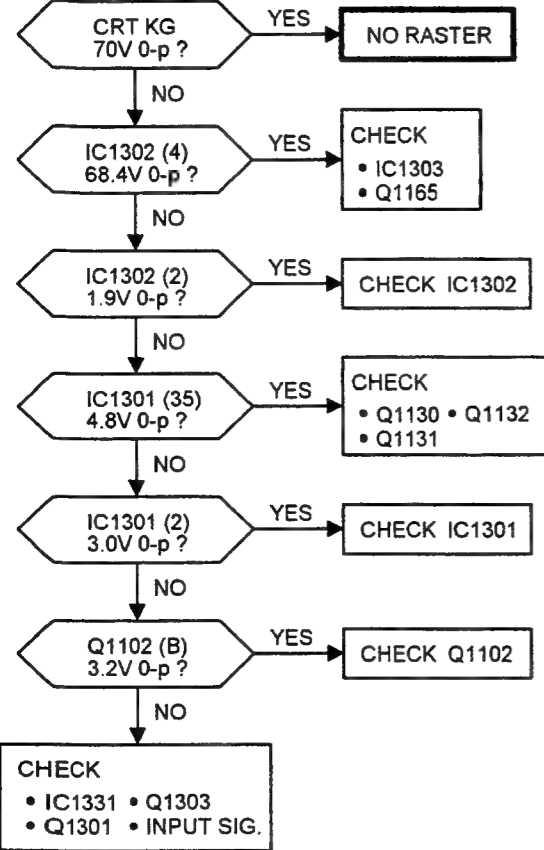 CRT KG
70V 0-p ?
YES
NO RASTER
NO
IC1302 (4)
68.4V 0-p ?
YES
CHECK
• IC1303
• Q1165
NO
IC1302 (2)
1.9V 0-p ?
YES
CHECK IC1302
NO
IC1301 (35)
4.8V 0-p ?
YES
CHECK
• Q1130 • Q1132
• Q1131
NO
IC1301 (2)
3.0V 0-p ?
YES
CHECK IC1301
NO
Q1102 (B)
3.2V 0-p ?
YES
CHECK Q1102
NO
CHECK
• IC1331 • Q1303
• Q1301 • INPUT SIG.